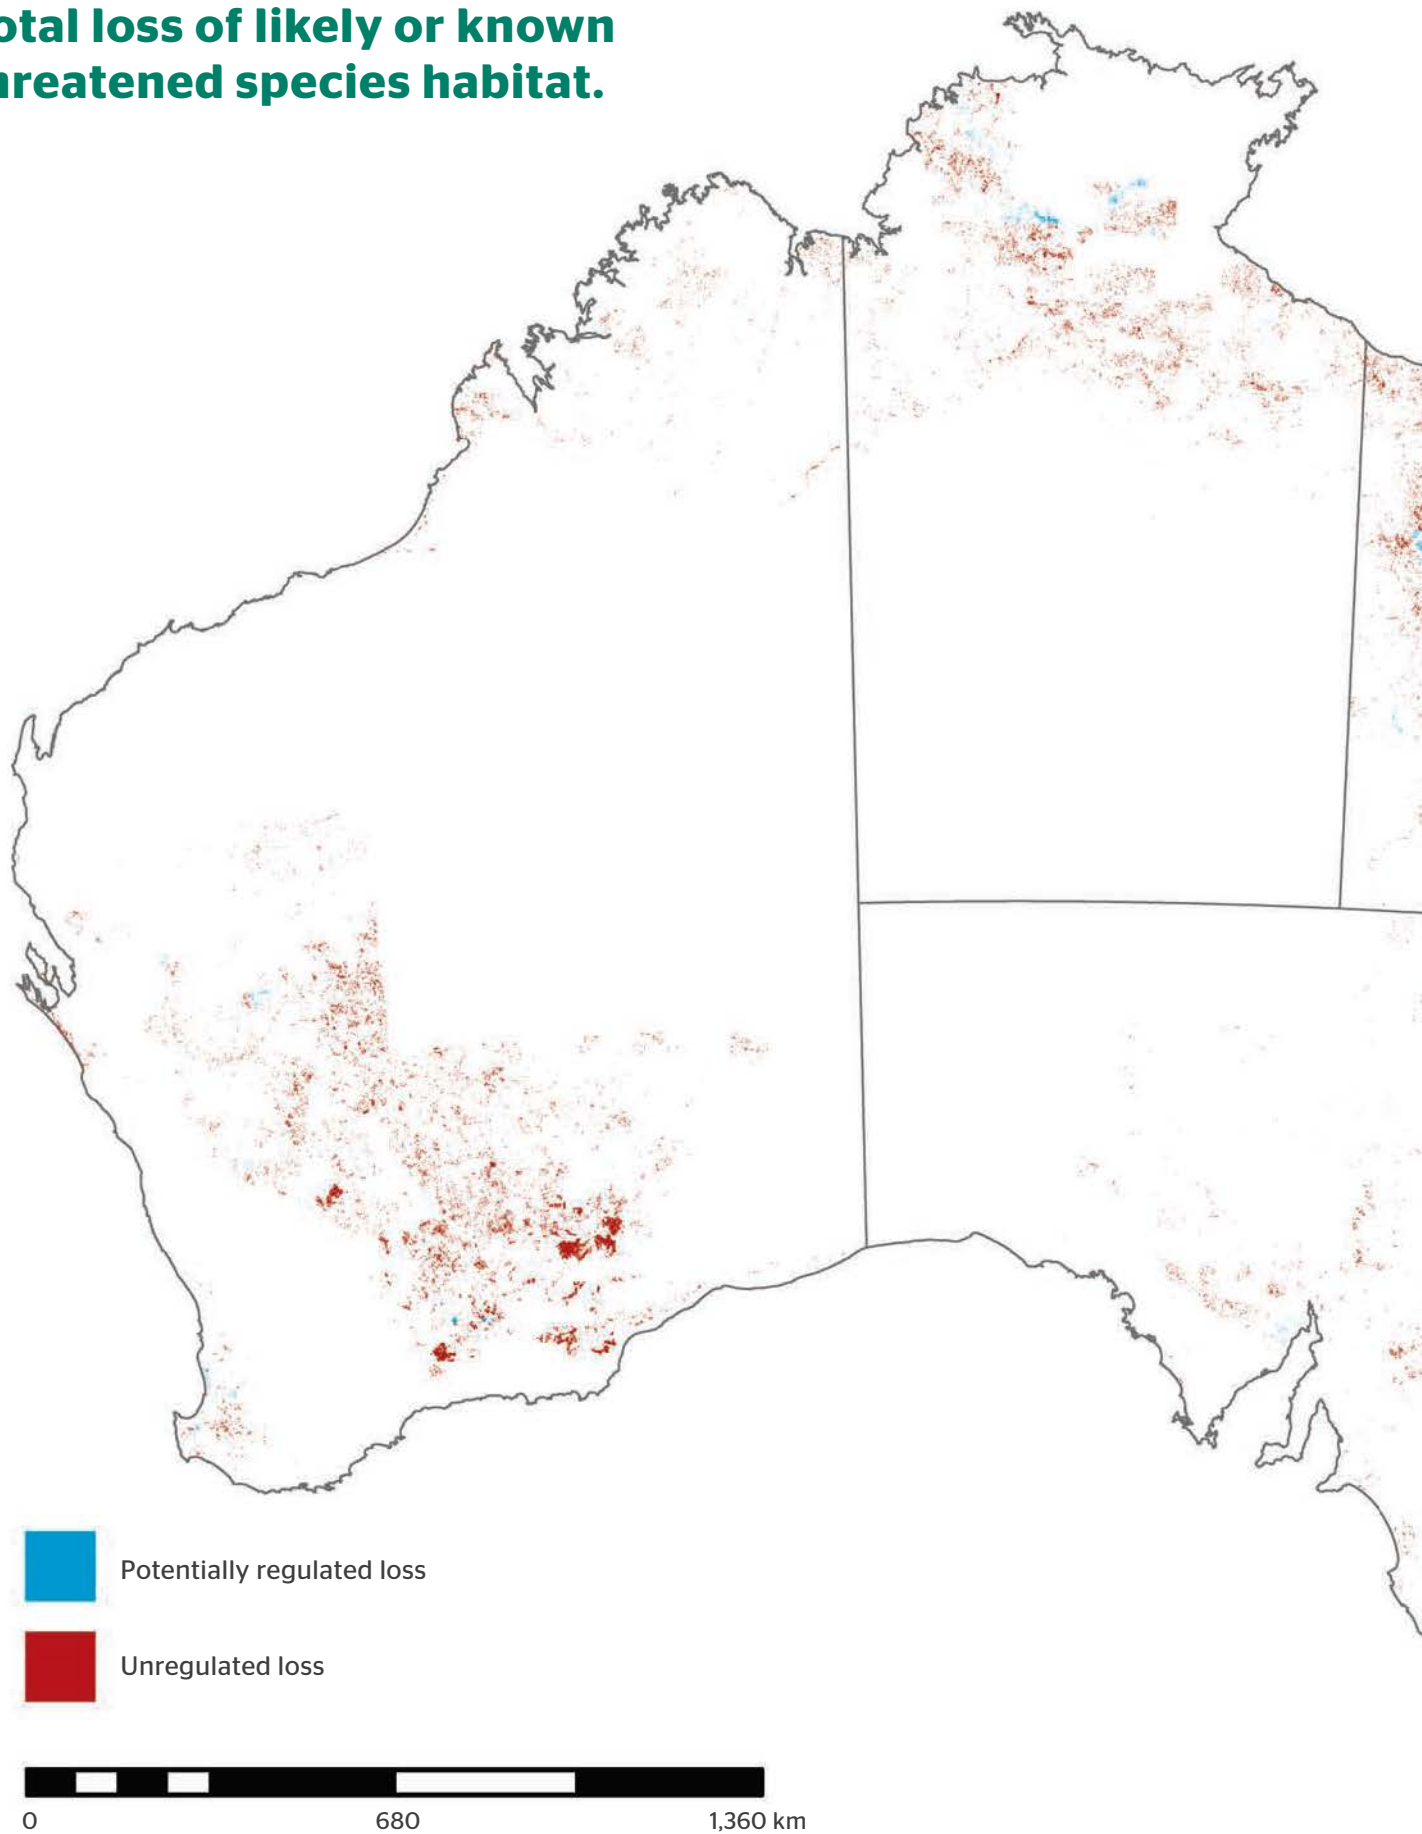 otal loss of likely or known
reatened species habitat.
Potentially regulated loss
Unregulated loss
0 680 1,360 km